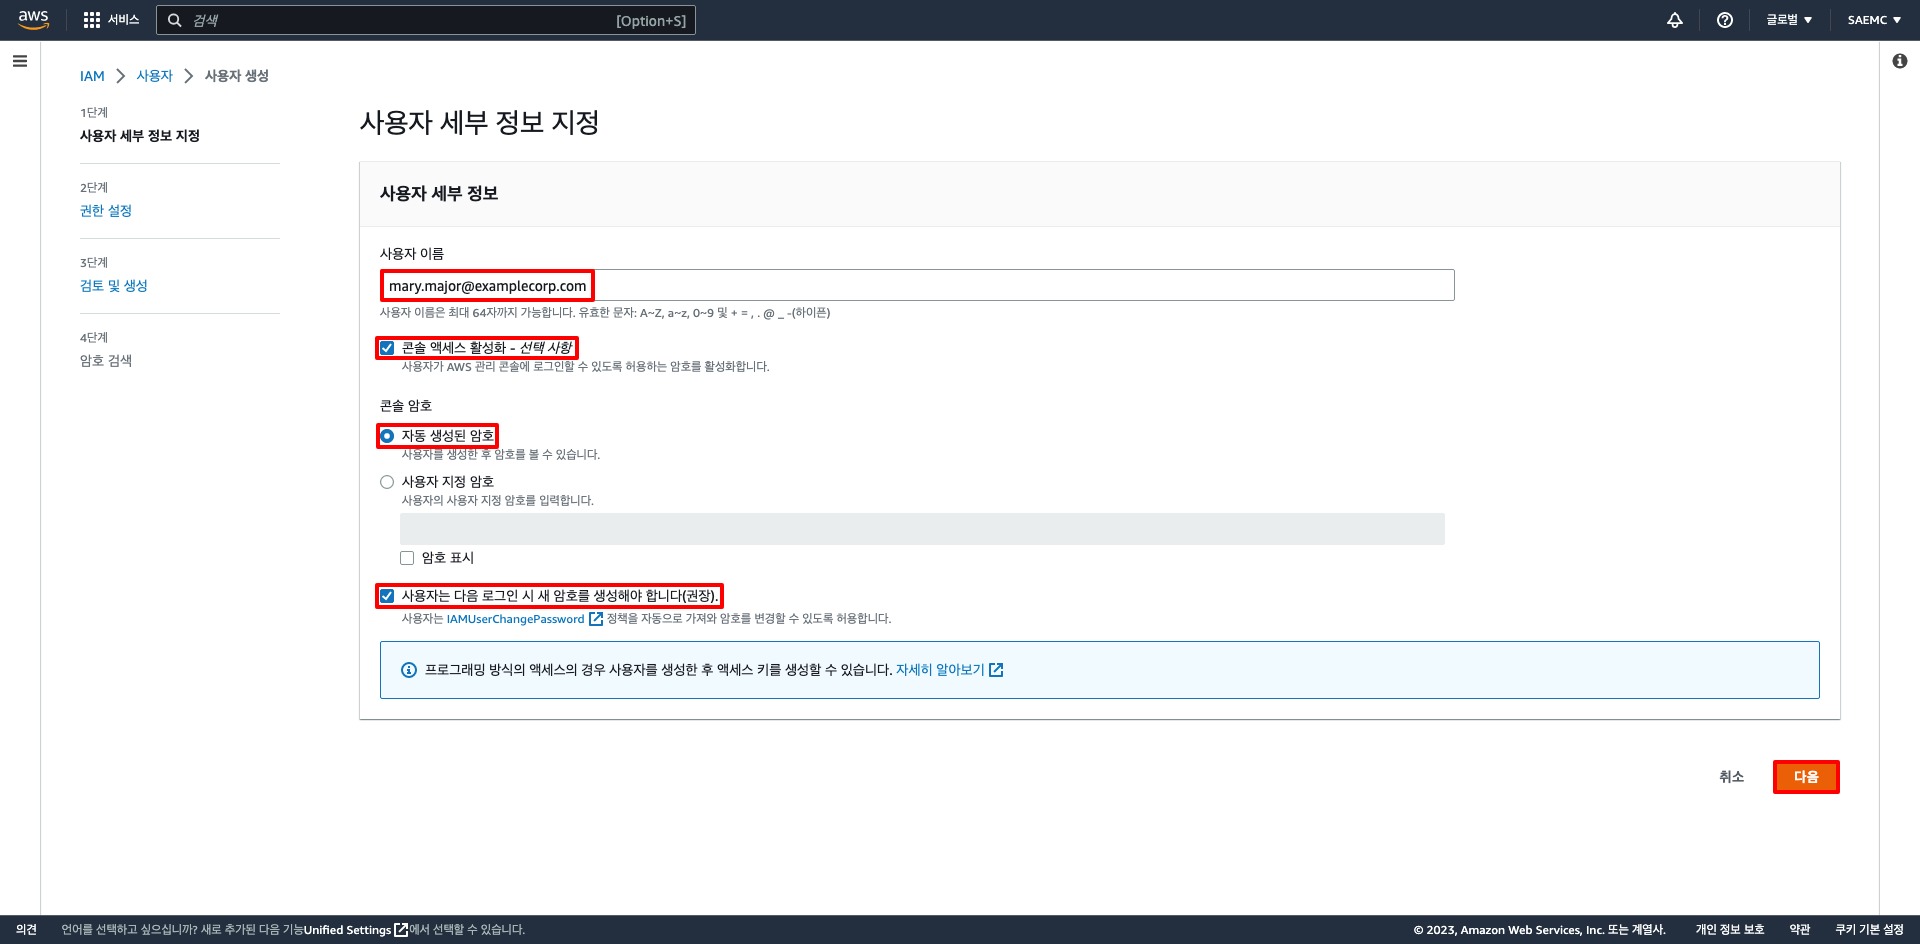 aws
서비스
검색
[Option+S]
글로벌
SAEMC
IAM
사용자
사용자 생성
1단계
사용자 세부 정보 지정
2단계
권한 설정
3단계
검토 및 생성
4단계
암호 검색
사용자 세부 정보 지정
사용자 세부 정보
사용자 이름
mary.major@examplecorp.com
사용자 이름은 최대 64자까지 가능합니다. 유효한 문자: A~Z, a~z, 0~9 및 + = , . @ _ -(하이픈)
콘솔 액세스 활성화 - 선택 사항
사용자가 AWS 관리 콘솔에 로그인할 수 있도록 허용하는 암호를 활성화합니다.
콘솔 암호
자동 생성된 암호
사용자를 생성한 후 암호를 볼 수 있습니다.
사용자 지정 암호
사용자의 사용자 지정 암호를 입력합니다.
암호 표시
사용자는 다음 로그인 시 새 암호를 생성해야 합니다(권장).
사용자는 IAMUserChangePassword 정책을 자동으로 가져와 암호를 변경할 수 있도록 허용합니다.
프로그래밍 방식의 액세스의 경우 사용자를 생성한 후 액세스 키를 생성할 수 있습니다. 자세히 알아보기
취소
다음
의견
언어를 선택하고 싶으십니까? 새로 추가된 다음 기능Unified Settings에서 선택할 수 있습니다.
© 2023, Amazon Web Services, Inc. 또는 계열사.
개인 정보 보호
약관
쿠키 기본 설정